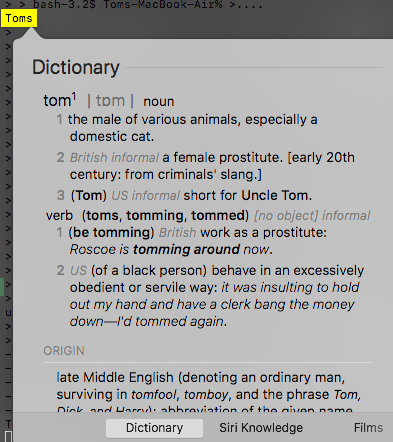 > > bash-3.2$ Toms-MacBook-Air% >....
Toms
Dictionary
tom¹ | tɒm | noun
1 the male of various animals, especially a
domestic cat.
2 British informal a female prostitute. [early 20th
century: from criminals' slang.]
3 (Tom) US informal short for Uncle Tom.
verb (toms, tomming, tommed) [no object] informal
1 (be tomming) British work as a prostitute:
Roscoe is tomming around now.
2 US (of a black person) behave in an excessively
obedient or servile way: it was insulting to hold
out my hand and have a clerk bang the money
down—I'd tommed again.
ORIGIN
late Middle English (denoting an ordinary man,
surviving in tomfool, tomboy, and the phrase Tom,
Dick, and Harry): abbreviation of the given name
Dictionary Siri Knowledge Films